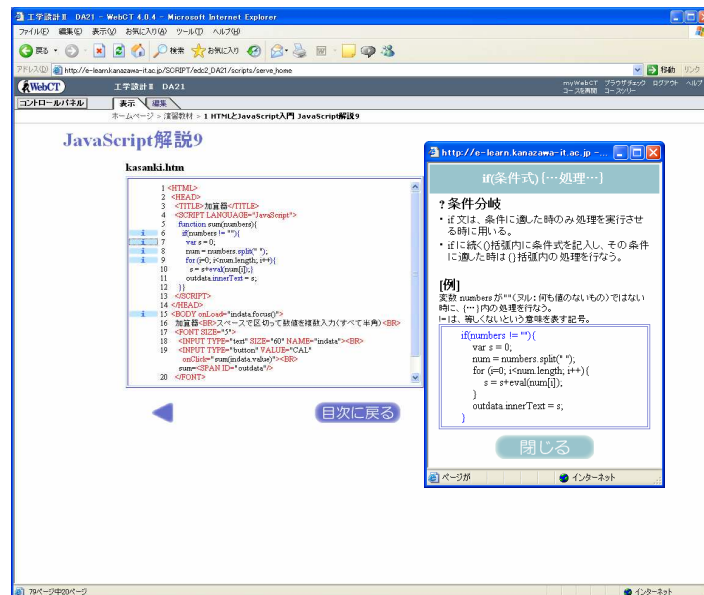 工学設計Ⅱ DA21 - WebCT 4.0.4 - Microsoft Internet Explorer
ファイル(F) 編集(E) 表示(V) お気に入り(A) ツール(T) ヘルプ(H)
戻る 検索 お気に入り
アドレス(D) http://e-learn.kanazawa-it.ac.jp/SCRIPT/edc2_DA21/scripts/serve_home 移動 リンク
WebCT 工学設計Ⅱ DA21 myWebCT ブラウザチェック ログアウト ヘルプ
コースを再開 コースツリー
コントロールパネル 表示 編集
ホームページ > 演習教材 > 1 HTMLとJavaScript入門 JavaScript解説9
JavaScript解説9
kasanki.htm
1 <HTML>
2 <HEAD>
3 <TITLE>加算器</TITLE>
4 <SCRIPT LANGUAGE="JavaScript">
5 function sum(numbers){
i 6 if(numbers != ""){
i 7 var s = 0;
i 8 num = numbers.split(" ");
i 9 for (i=0; i<num.length; i++){
10 s = s+eval(num[i]);}
11 outdata.innerText = s;
12 }}
13 </SCRIPT>
14 </HEAD>
i 15 <BODY onLoad="indata.focus()">
16 加算器<BR>スペースで区切って数値を複数入力(すべて半角)<BR>
17 <FONT SIZE="5">
18 <INPUT TYPE="text" SIZE="60" NAME="indata"><BR>
19 <INPUT TYPE="button" VALUE="CAL"
onClick="sum(indata.value)"><BR>
sum=<SPAN ID="outdata"/>
20 </FONT>
目次に戻る
http://e-learn.kanazawa-it.ac.jp -...
if(条件式){…処理…}
? 条件分岐
・if文は、条件に適した時のみ処理を実行させ
る時に用いる。
・ifに続く()括弧内に条件式を記入し、その条件
に適した時は{}括弧内の処理を行なう。
[例]
変数 numbers が""(ヌル:何も値のないもの)ではない
時に、{…}内の処理を行なう。
!=は、等しくないという意味を表す記号。
if(numbers != ""){
var s = 0;
num = numbers.split(" ");
for (i=0; i<num.length; i++){
s = s+eval(num[i]);
}
outdata.innerText = s;
}
閉じる
ページが インターネット
79ページ中20ページ インターネット